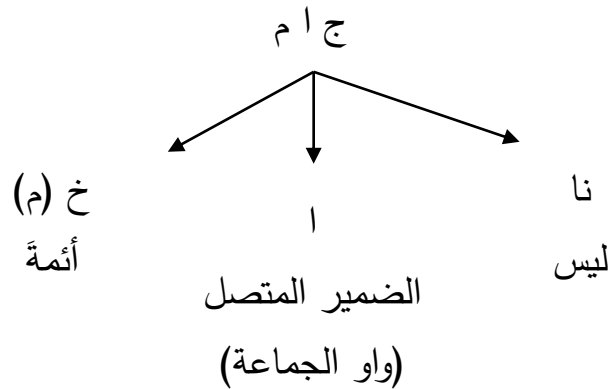 ج ا م
نا
ليس
ا
الضمير المتصل
(واو الجماعة)
خ (م)
أئمةَ